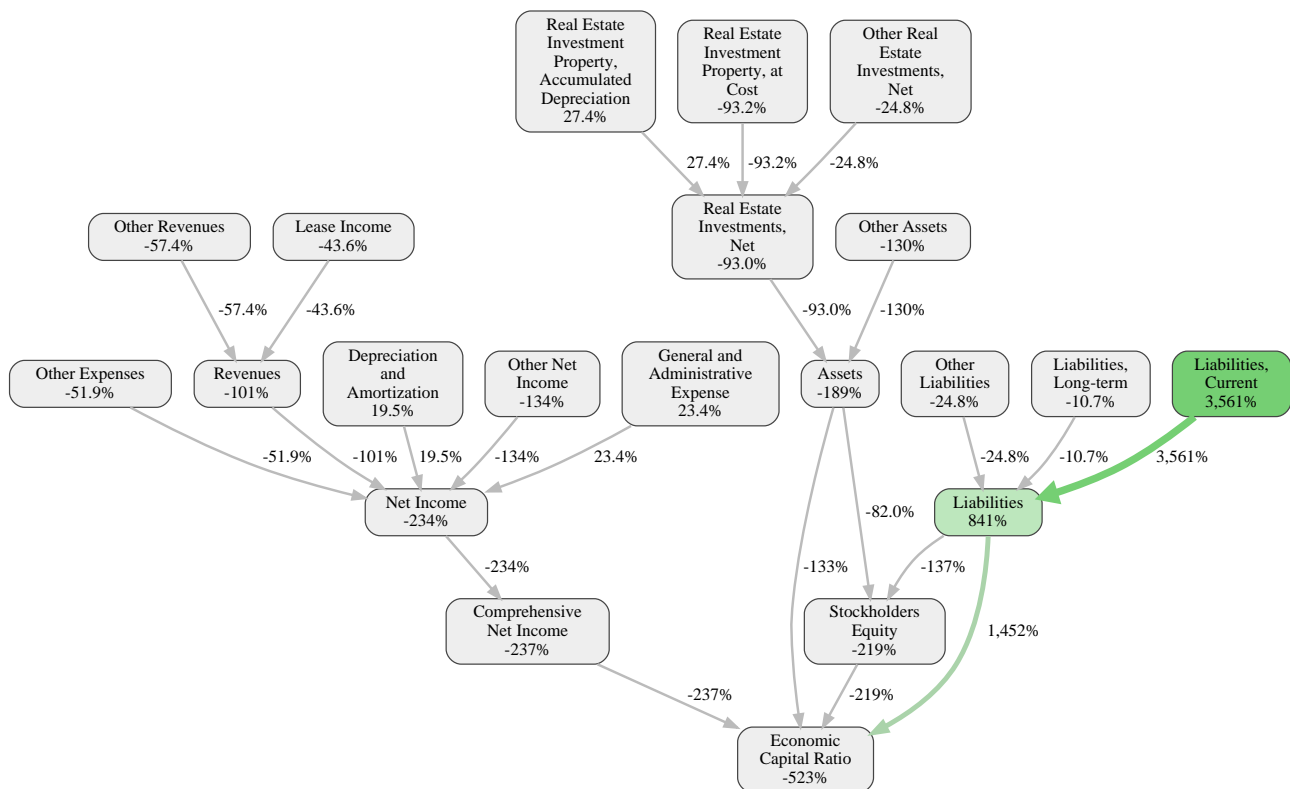 Real Estate
Investment
Property,
Accumulated
Depreciation
27.4%
Real Estate
Investment
Property, at
Cost
-93.2%
Other Real
Estate
Investments,
Net
-24.8%
27.4%
-93.2%
-24.8%
Other Revenues
-57.4%
Lease Income
-43.6%
Real Estate
Investments,
Net
-93.0%
Other Assets
-130%
-57.4%
-43.6%
-93.0%
-130%
Other Expenses
-51.9%
Revenues
-101%
Depreciation
and
Amortization
19.5%
Other Net
Income
-134%
General and
Administrative
Expense
23.4%
Assets
-189%
Other
Liabilities
-24.8%
Liabilities,
Long-term
-10.7%
Liabilities,
Current
3,561%
-51.9%
-101%
19.5%
-134%
23.4%
-24.8%
-10.7%
3,561%
Net Income
-234%
-82.0%
Liabilities
841%
-234%
-133%
-137%
Comprehensive
Net Income
-237%
Stockholders
Equity
-219%
1,452%
-237%
-219%
Economic
Capital Ratio
-523%